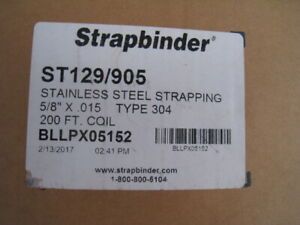 Strapbinder®
ST129/905
STAINLESS STEEL STRAPPING
5/8" X .015 TYPE 304
200 FT. COIL
BLLPX05152
2/13/2017 02:41 PM
BLLPX05152
www.strapbinder.com
1-800-800-5104